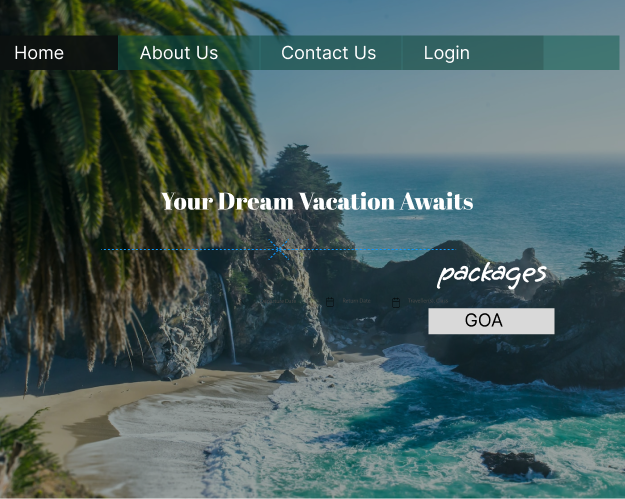 Home About Us Contact Us Login
Your Dream Vacation Awaits
packages
GOA